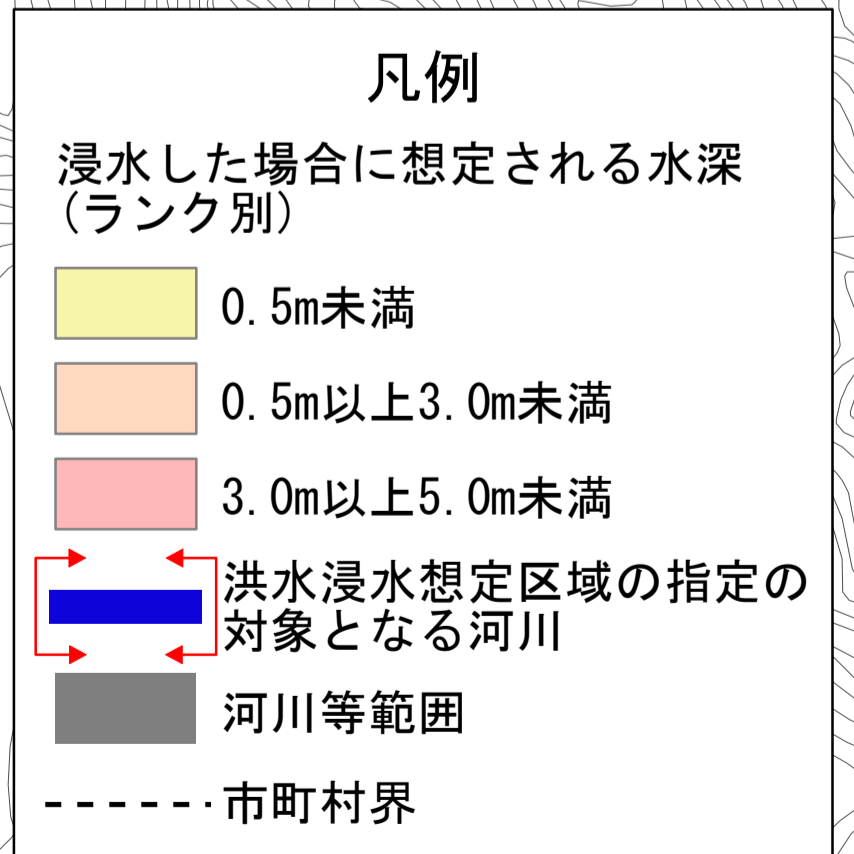 凡例
浸水した場合に想定される水深
(ランク別)
0.5m未満
0.5m以上3.0m未満
3.0m以上5.0m未満
洪水浸水想定区域の指定の
対象となる河川
河川等範囲
市町村界